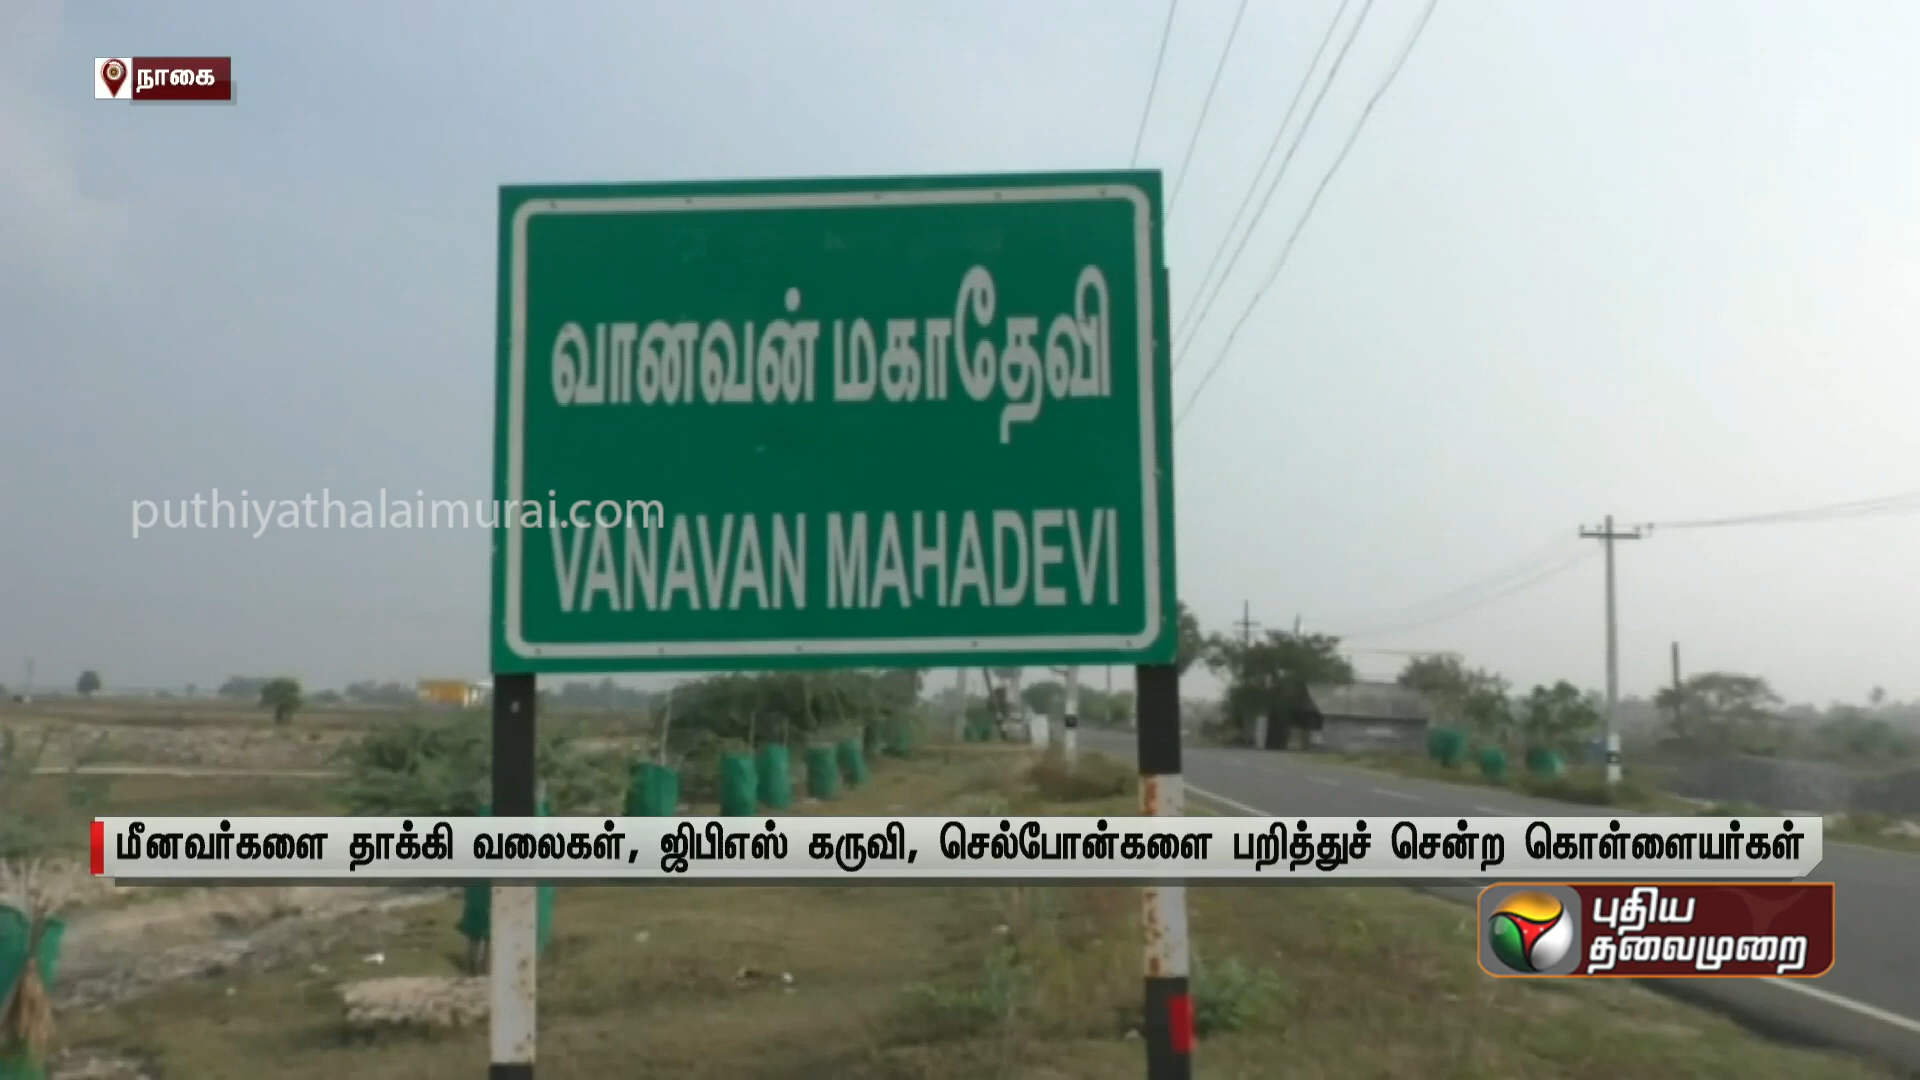 நாகை
வானவன் மகாதேவி
puthiyathalaimurai.com
VANAVAN MAHADEVI
மீனவர்களை தாக்கி வலைகள், ஜிபிஎஸ் கருவி, செல்போன்களை பறித்துச் சென்ற கொள்ளையர்கள்
புதிய
தலைமுறை